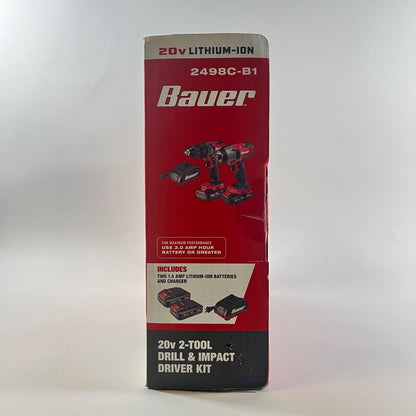 20v LITHIUM-ION
2498C-B1
Bauer
FOR MAXIMUM PERFORMANCE
USE 3.0 AMP HOUR
BATTERY OR GREATER
INCLUDES
TWO 1.5 AMP LITHIUM-ION BATTERIES
AND CHARGER
20v 2-TOOL
DRILL & IMPACT
DRIVER KIT